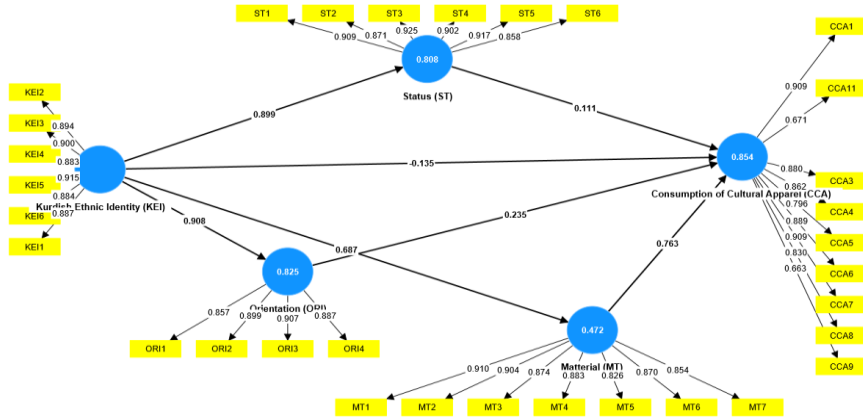 ST1 ST2 ST3 ST4 ST5 ST6
0.909 0.871 0.925 0.902 0.917 0.858
0.808
Status (ST)
KEI2
KEI3
KEI4
KEI5
KEI6
KEI1
0.894
0.900
0.883
0.915
0.884
0.887
Kurdish Ethnic Identity (KEI)
0.899
0.111
-0.135
0.908
0.235
0.687
0.763
0.825
Orientation (ORI)
0.857 0.899 0.907 0.887
ORI1 ORI2 ORI3 ORI4
0.472
Matterial (MT)
0.910 0.904 0.874 0.883 0.826 0.870 0.854
MT1 MT2 MT3 MT4 MT5 MT6 MT7
0.854
Consumption of Cultural Apparel (CCA)
0.909
0.671
0.880
0.862
0.796
0.889
0.909
0.830
0.663
CCA1
CCA11
CCA3
CCA4
CCA5
CCA6
CCA7
CCA8
CCA9